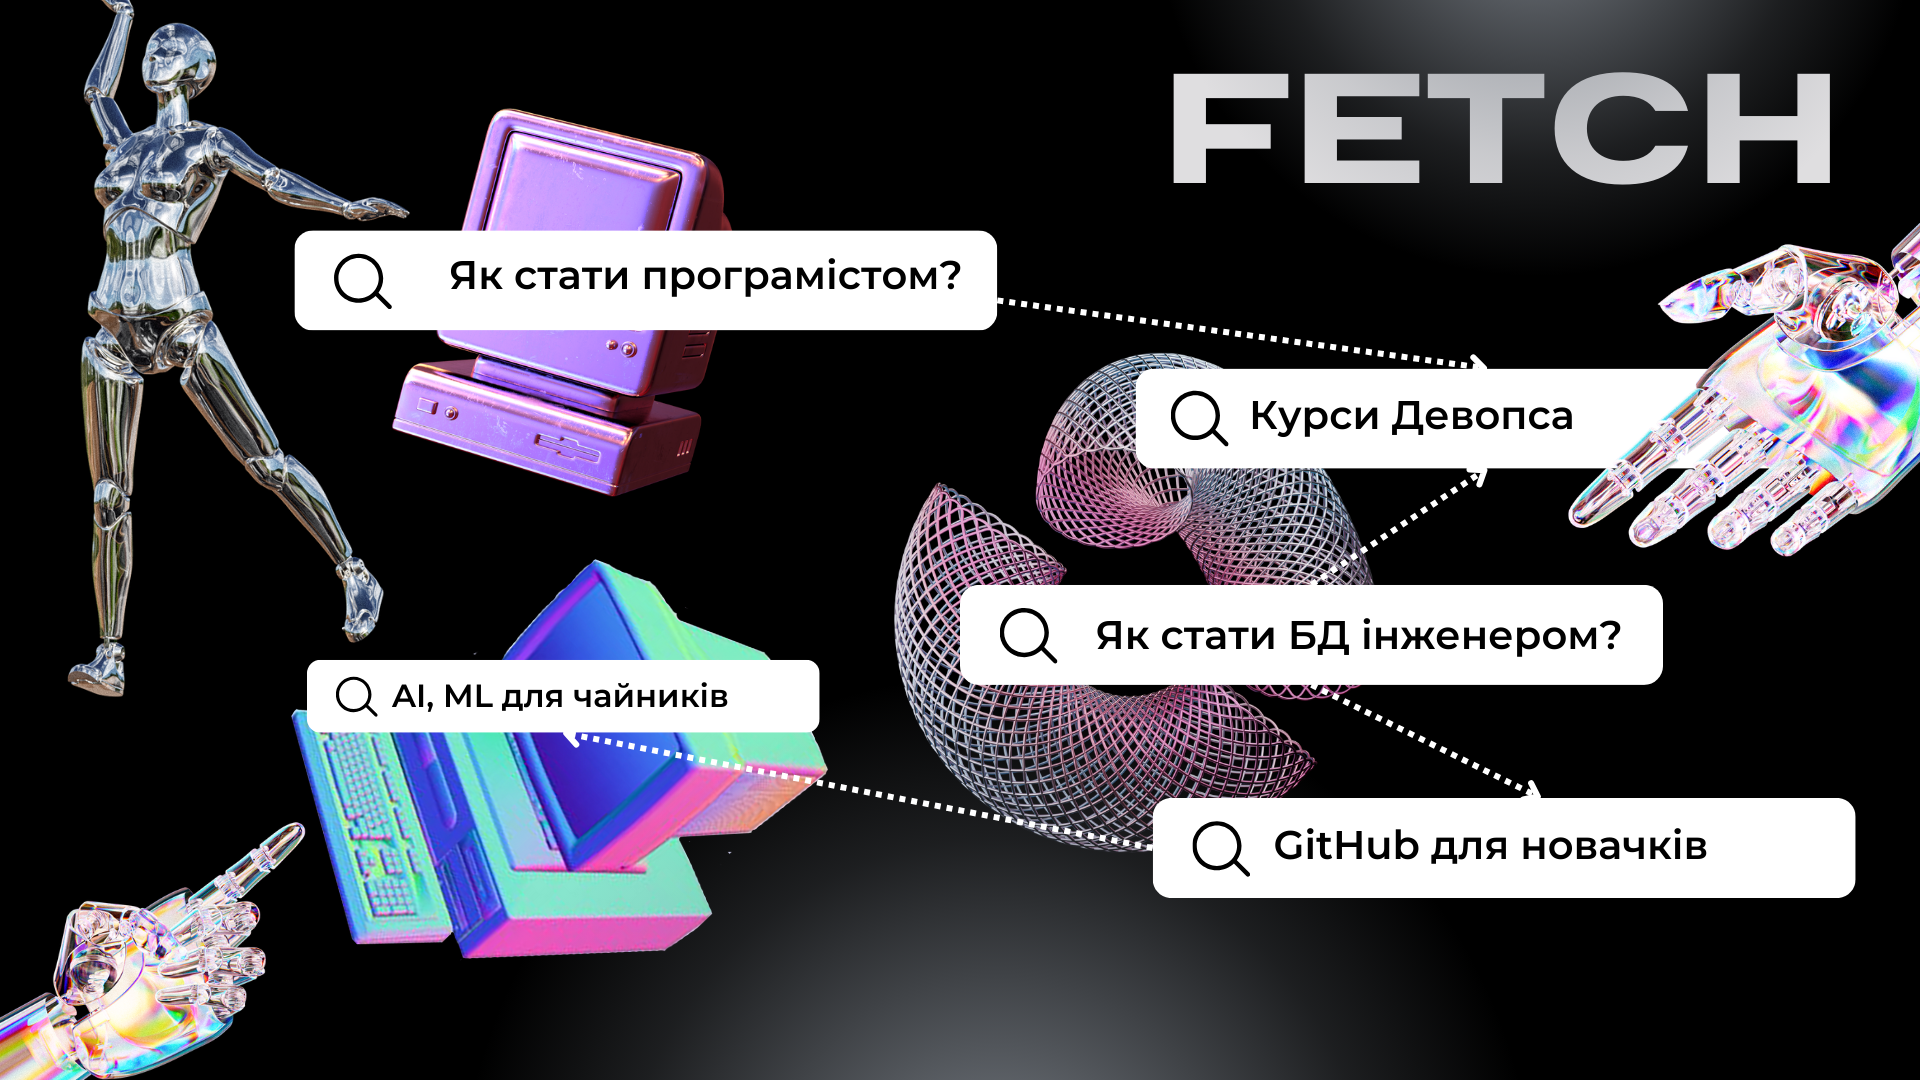 FETCH
Як стати програмістом?
Курси Девопса
Як стати БД інженером?
AI, ML для чайників
GitHub для новачків